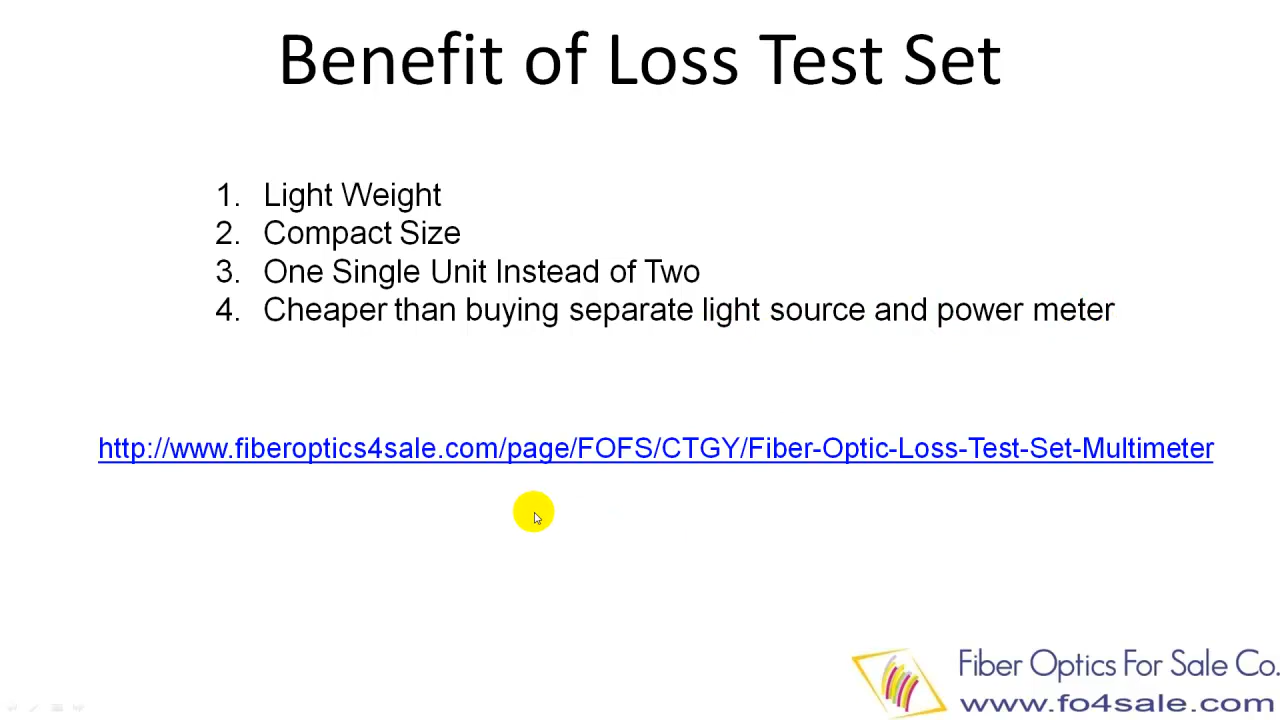 Benefit of Loss Test Set
1. Light Weight
2. Compact Size
3. One Single Unit Instead of Two
4. Cheaper than buying separate light source and power meter
http://www.fiberoptics4sale.com/page/FOFS/CTGY/Fiber-Optic-Loss-Test-Set-Multimeter
Fiber Optics For Sale Co.
www.fo4sale.com